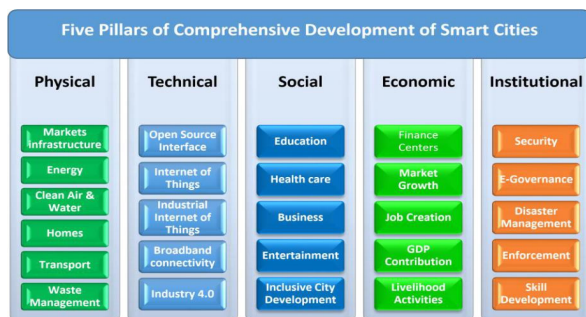 Five Pillars of Comprehensive Development of Smart Cities
Physical
Markets
Infrastructure
Energy
Clean Air &
Water
Homes
Transport
Waste
Management
Technical
Open Source
Interface
Internet of
Things
Industrial
Internet of
Things
Broadband
connectivity
Industry 4.0
Social
Education
Health care
Business
Entertainment
Inclusive City
Development
Economic
Finance
Centers
Market
Growth
Job Creation
GDP
Contribution
Livelihood
Activities
Institutional
Security
E-Governance
Disaster
Management
Enforcement
Skill
Development